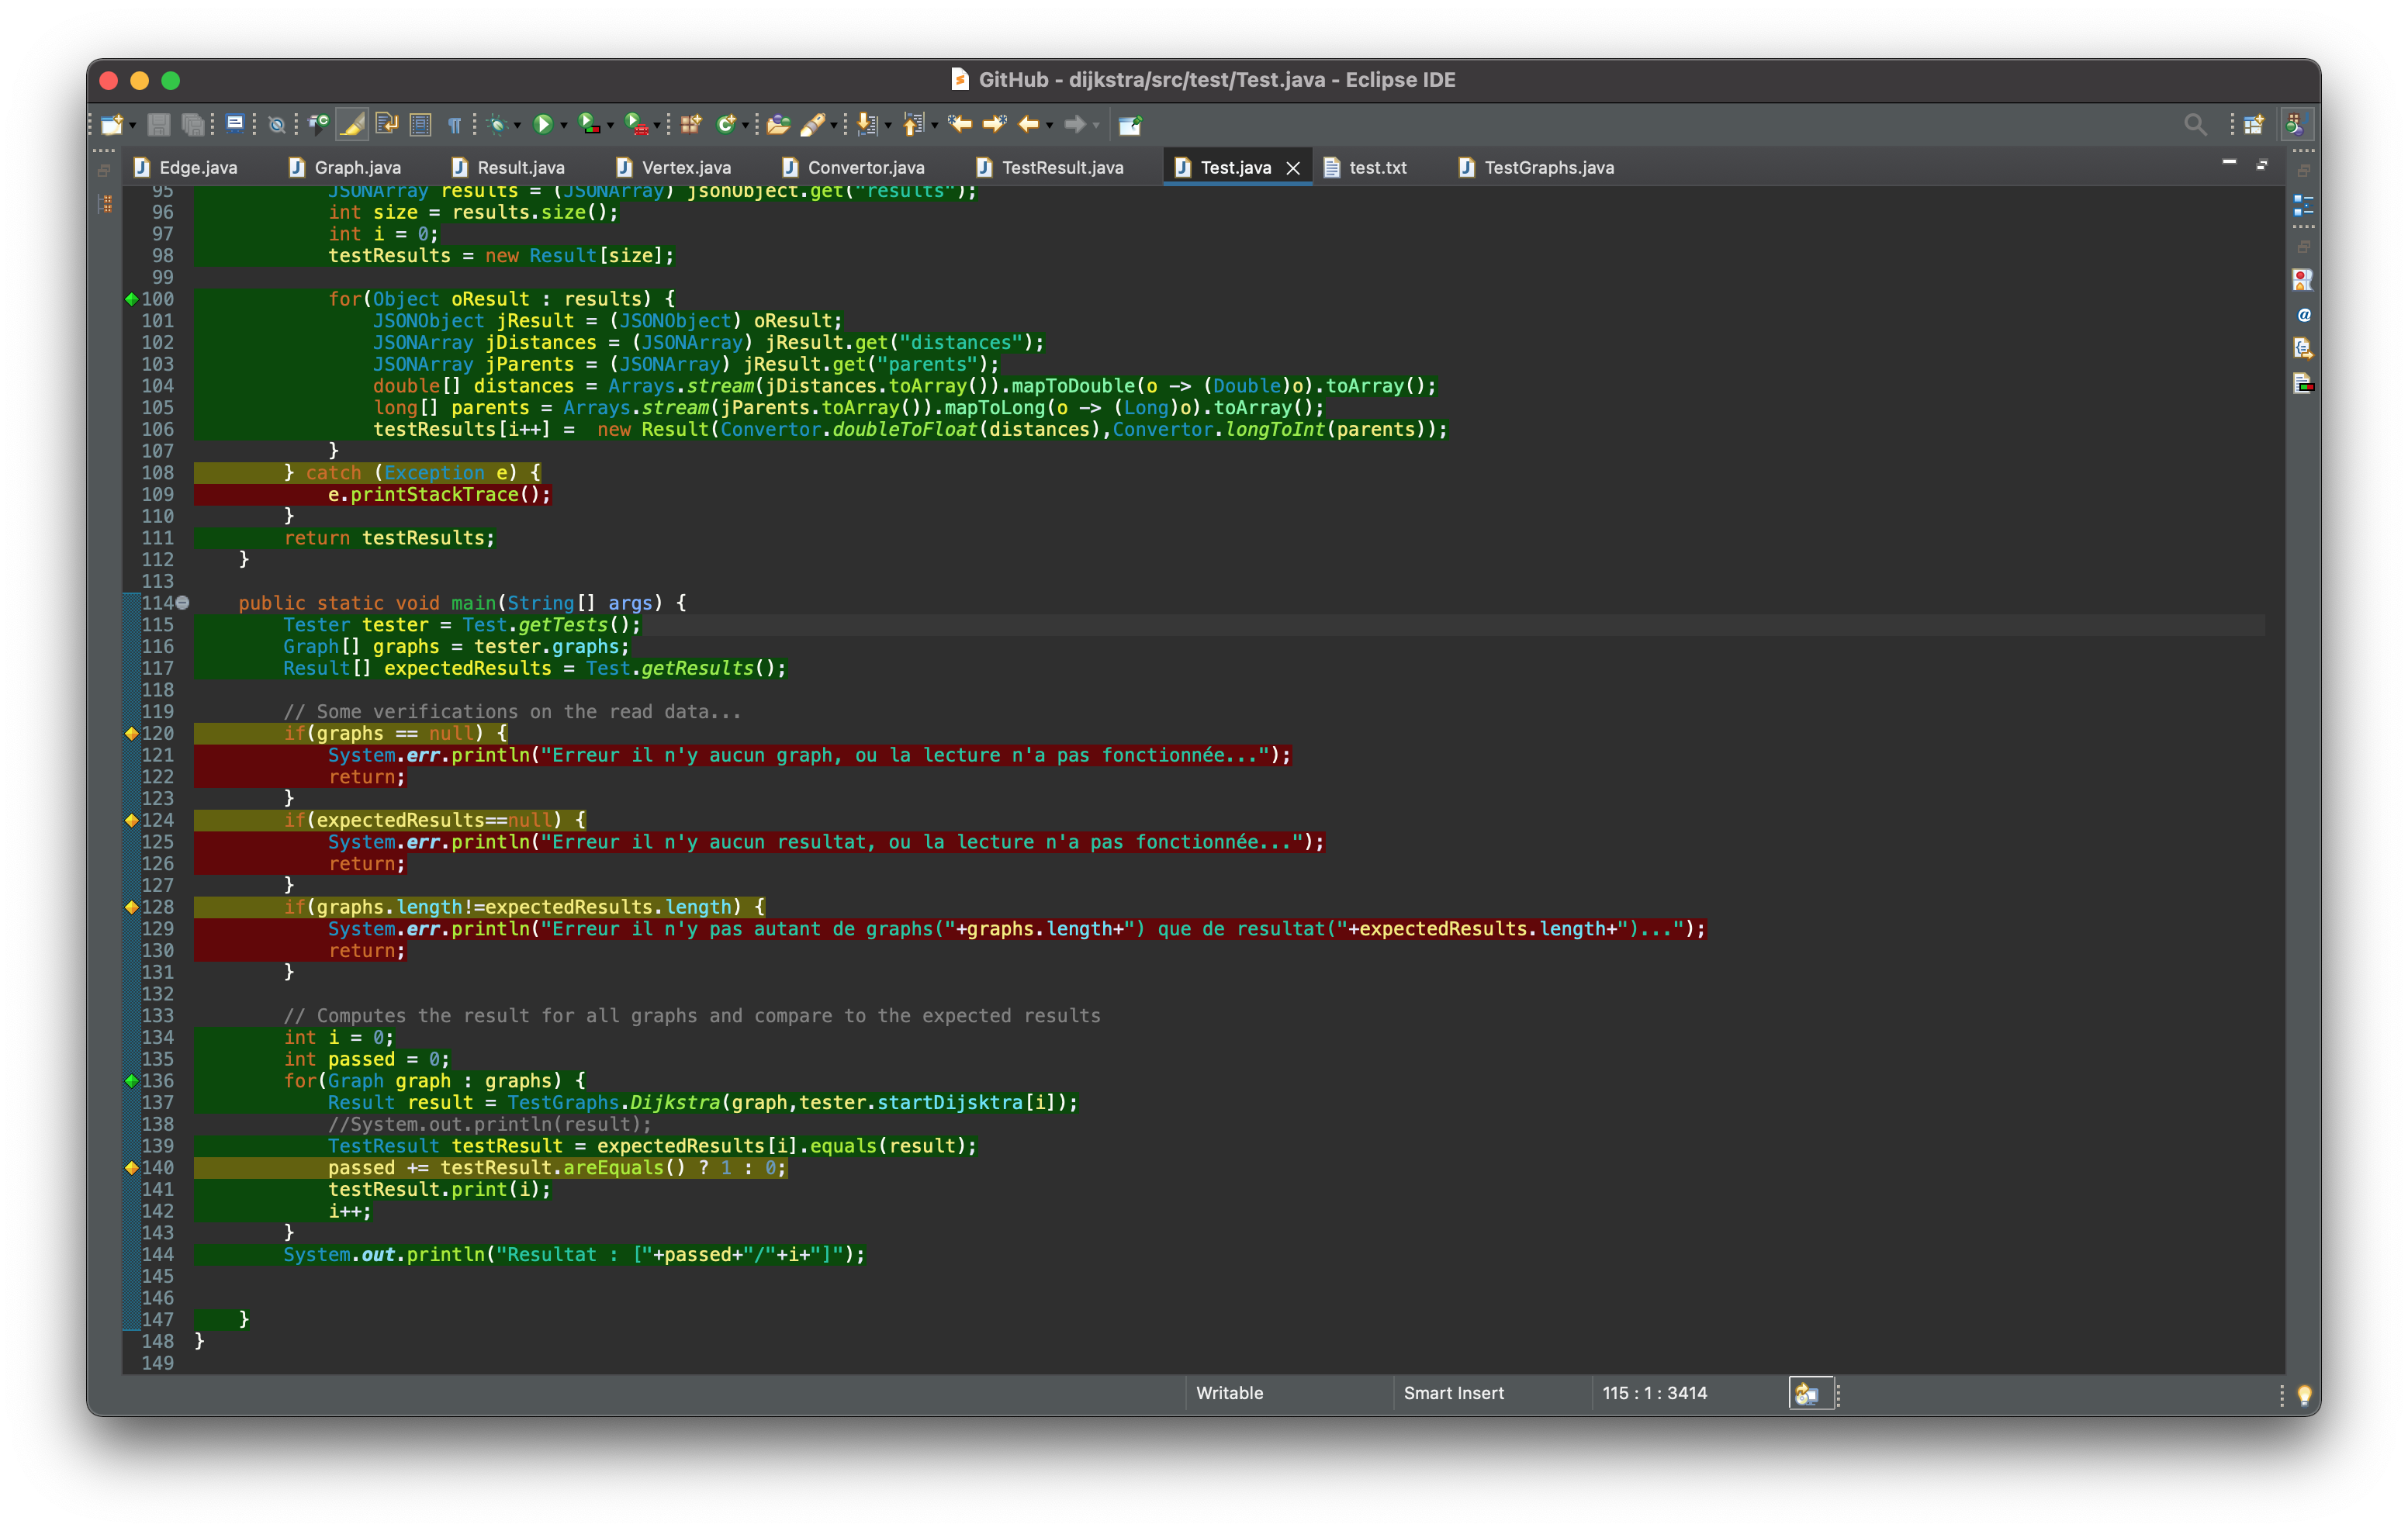 GitHub - dijkstra/src/test/Test.java - Eclipse IDE
Edge.java Graph.java Result.java Vertex.java Convertor.java TestResult.java Test.java test.txt TestGraphs.java
95 JSONArray results = (JSONArray) jsonObject.get("results");
96 int size = results.size();
97 int i = 0;
98 testResults = new Result[size];
99
100 for(Object oResult : results) {
101 JSONObject jResult = (JSONObject) oResult;
102 JSONArray jDistances = (JSONArray) jResult.get("distances");
103 JSONArray jParents = (JSONArray) jResult.get("parents");
104 double[] distances = Arrays.stream(jDistances.toArray()).mapToDouble(o -> (Double)o).toArray();
105 long[] parents = Arrays.stream(jParents.toArray()).mapToLong(o -> (Long)o).toArray();
106 testResults[i++] =  new Result(Convertor.doubleToFloat(distances),Convertor.longToInt(parents));
107 }
108 } catch (Exception e) {
109 e.printStackTrace();
110 }
111 return testResults;
112 }
113
114 public static void main(String[] args) {
115 Tester tester = Test.getTests();
116 Graph[] graphs = tester.graphs;
117 Result[] expectedResults = Test.getResults();
118
119 // Some verifications on the read data...
120 if(graphs == null) {
121 System.err.println("Erreur il n'y aucun graph, ou la lecture n'a pas fonctionnée...");
122 return;
123 }
124 if(expectedResults==null) {
125 System.err.println("Erreur il n'y aucun resultat, ou la lecture n'a pas fonctionnée...");
126 return;
127 }
128 if(graphs.length!=expectedResults.length) {
129 System.err.println("Erreur il n'y pas autant de graphs("+graphs.length+") que de resultat("+expectedResults.length+")...");
130 return;
131 }
132
133 // Computes the result for all graphs and compare to the expected results
134 int i = 0;
135 int passed = 0;
136 for(Graph graph : graphs) {
137 Result result = TestGraphs.Dijkstra(graph,tester.startDijsktra[i]);
138 //System.out.println(result);
139 TestResult testResult = expectedResults[i].equals(result);
140 passed += testResult.areEquals() ? 1 : 0;
141 testResult.print(i);
142 i++;
143 }
144 System.out.println("Resultat : ["+passed+"/"+i+"]");
145
146
147 }
148 }
149
Writable Smart Insert 115 : 1 : 3414